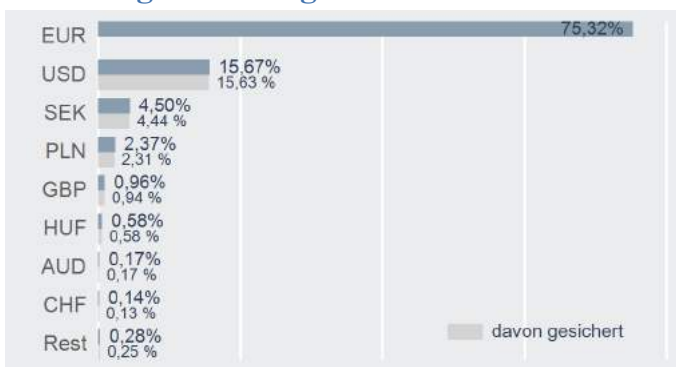 EUR 75,32%
USD 15,67%
15,63 %
SEK 4,50%
4,44 %
PLN 2,37%
2,31 %
GBP 0,96%
0,94 %
HUF 0,58%
0,58 %
AUD 0,17%
0,17 %
CHF 0,14%
0,13 %
Rest 0,28%
0,25 %
davon gesichert